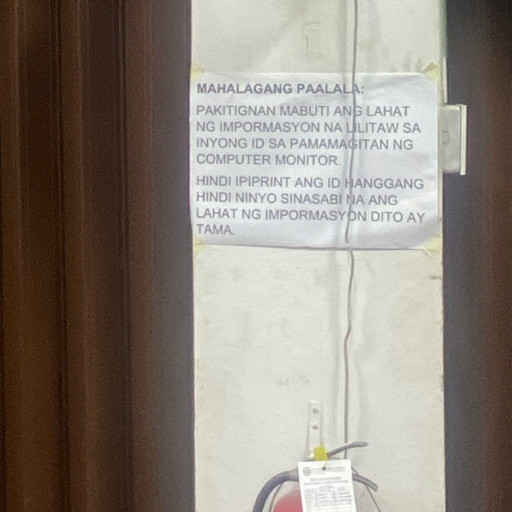 MAHALAGANG PAALALA:
PAKITIGNAN MABUTI ANG LAHAT
NG IMPORMASYON NA LILITAW SA
INYONG ID SA PAMAMAGITAN NG
COMPUTER MONITOR.
HINDI IPIPRINT ANG ID HANGGANG
HINDI NINYO SINASABI NA ANG
LAHAT NG IMPORMASYON DITO AY
TAMA.